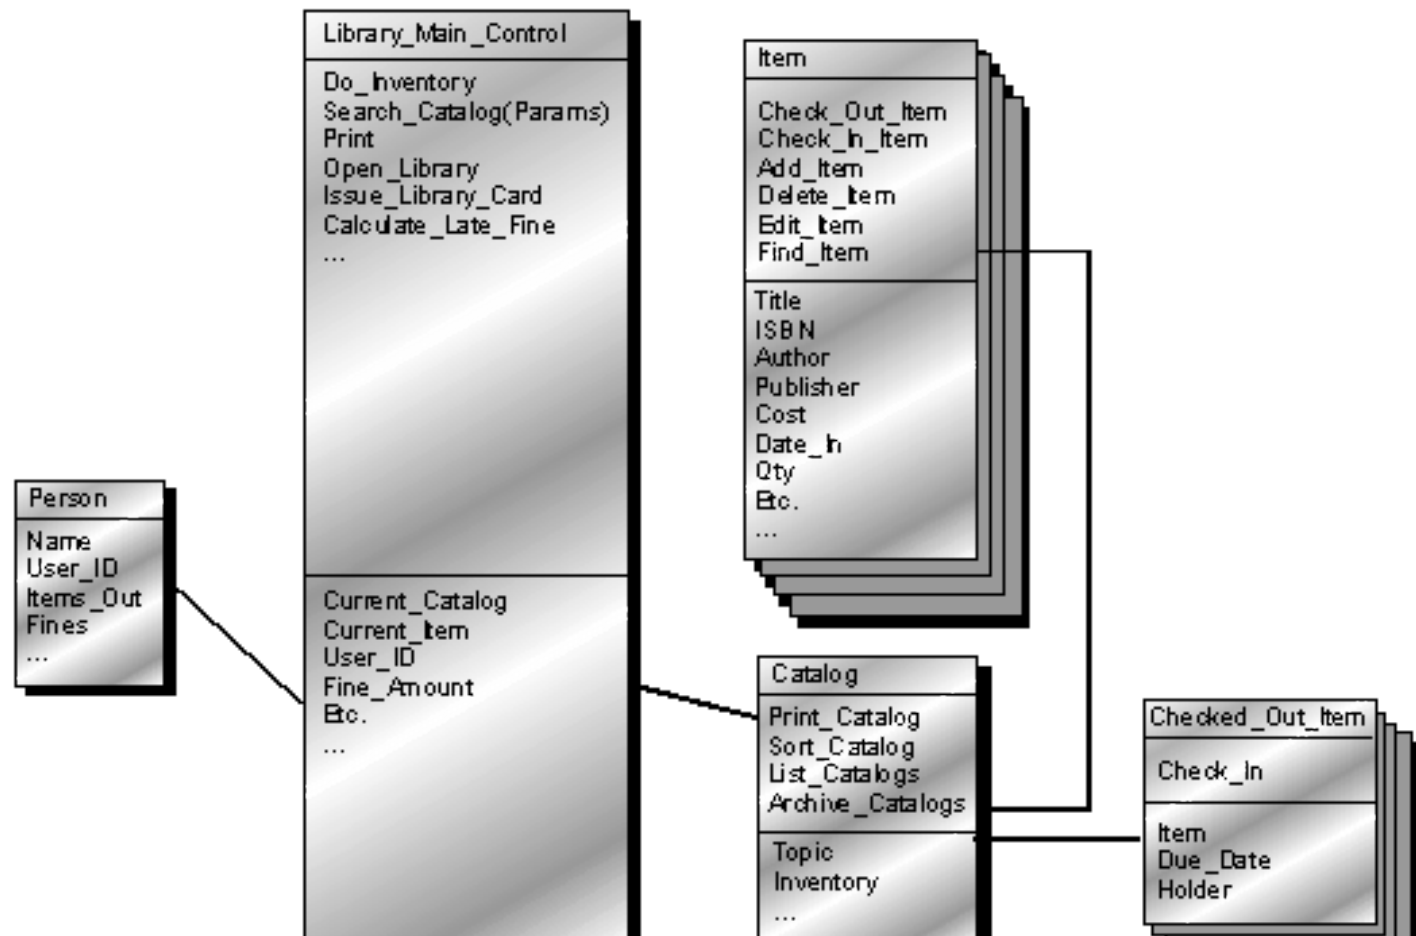 Library_Main_Control
Do_Inventory
Search_Catalog(Params)
Print
Open_Library
Issue_Library_Card
Calculate_Late_Fine
...
Current_Catalog
Current_Item
User_ID
Fine_Amount
Etc.
...
Item
Check_Out_Item
Check_In_Item
Add_Item
Delete_Item
Edit_Item
Find_Item
Title
ISBN
Author
Publisher
Cost
Date_In
Qty
Etc.
...
Person
Name
User_ID
Items_Out
Fines
...
Catalog
Print_Catalog
Sort_Catalog
List_Catalogs
Archive_Catalogs
Topic
Inventory
...
Checked_Out_Item
Check_In
Item
Due_Date
Holder